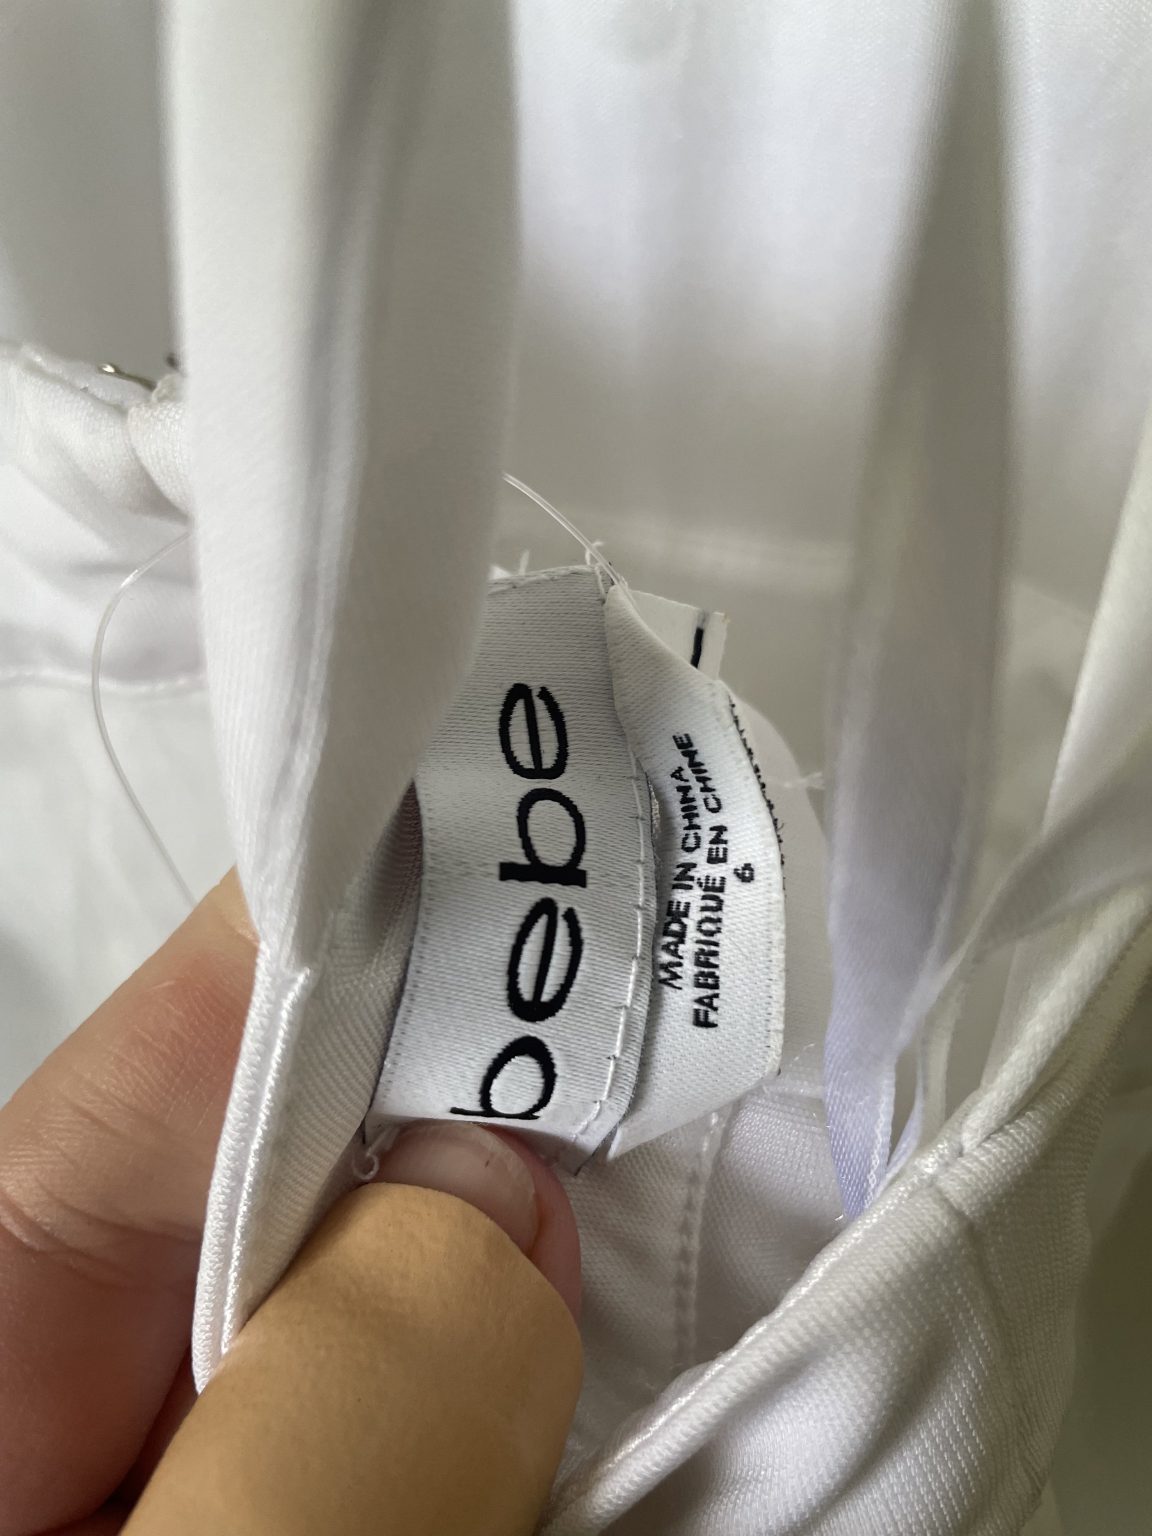 bebe
MADE IN CHINA
FABRIQUÉ EN CHINE
6